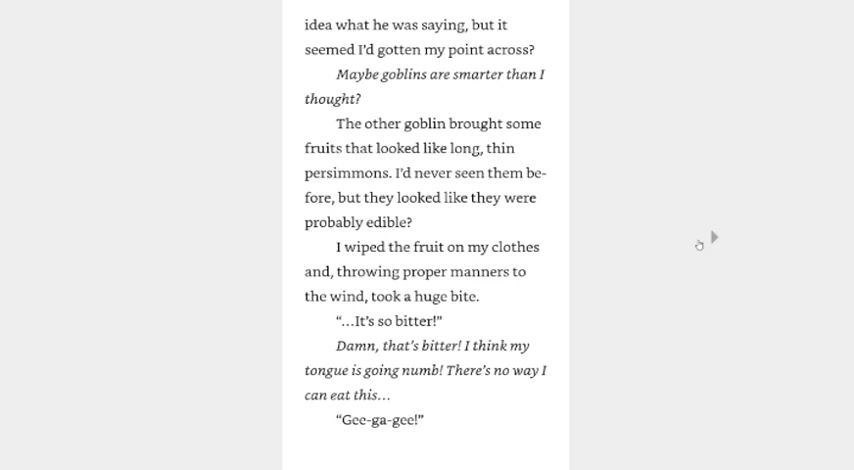 idea what he was saying, but it
seemed I'd gotten my point across?
Maybe goblins are smarter than I
thought?
The other goblin brought some
fruits that looked like long, thin
persimmons. I'd never seen them be-
fore, but they looked like they were
probably edible?
I wiped the fruit on my clothes
and, throwing proper manners to
the wind, took a huge bite.
“…It's so bitter!”
Damn, that's bitter! I think my
tongue is going numb! There's no way I
can eat this…
“Gee-ga-gee!”